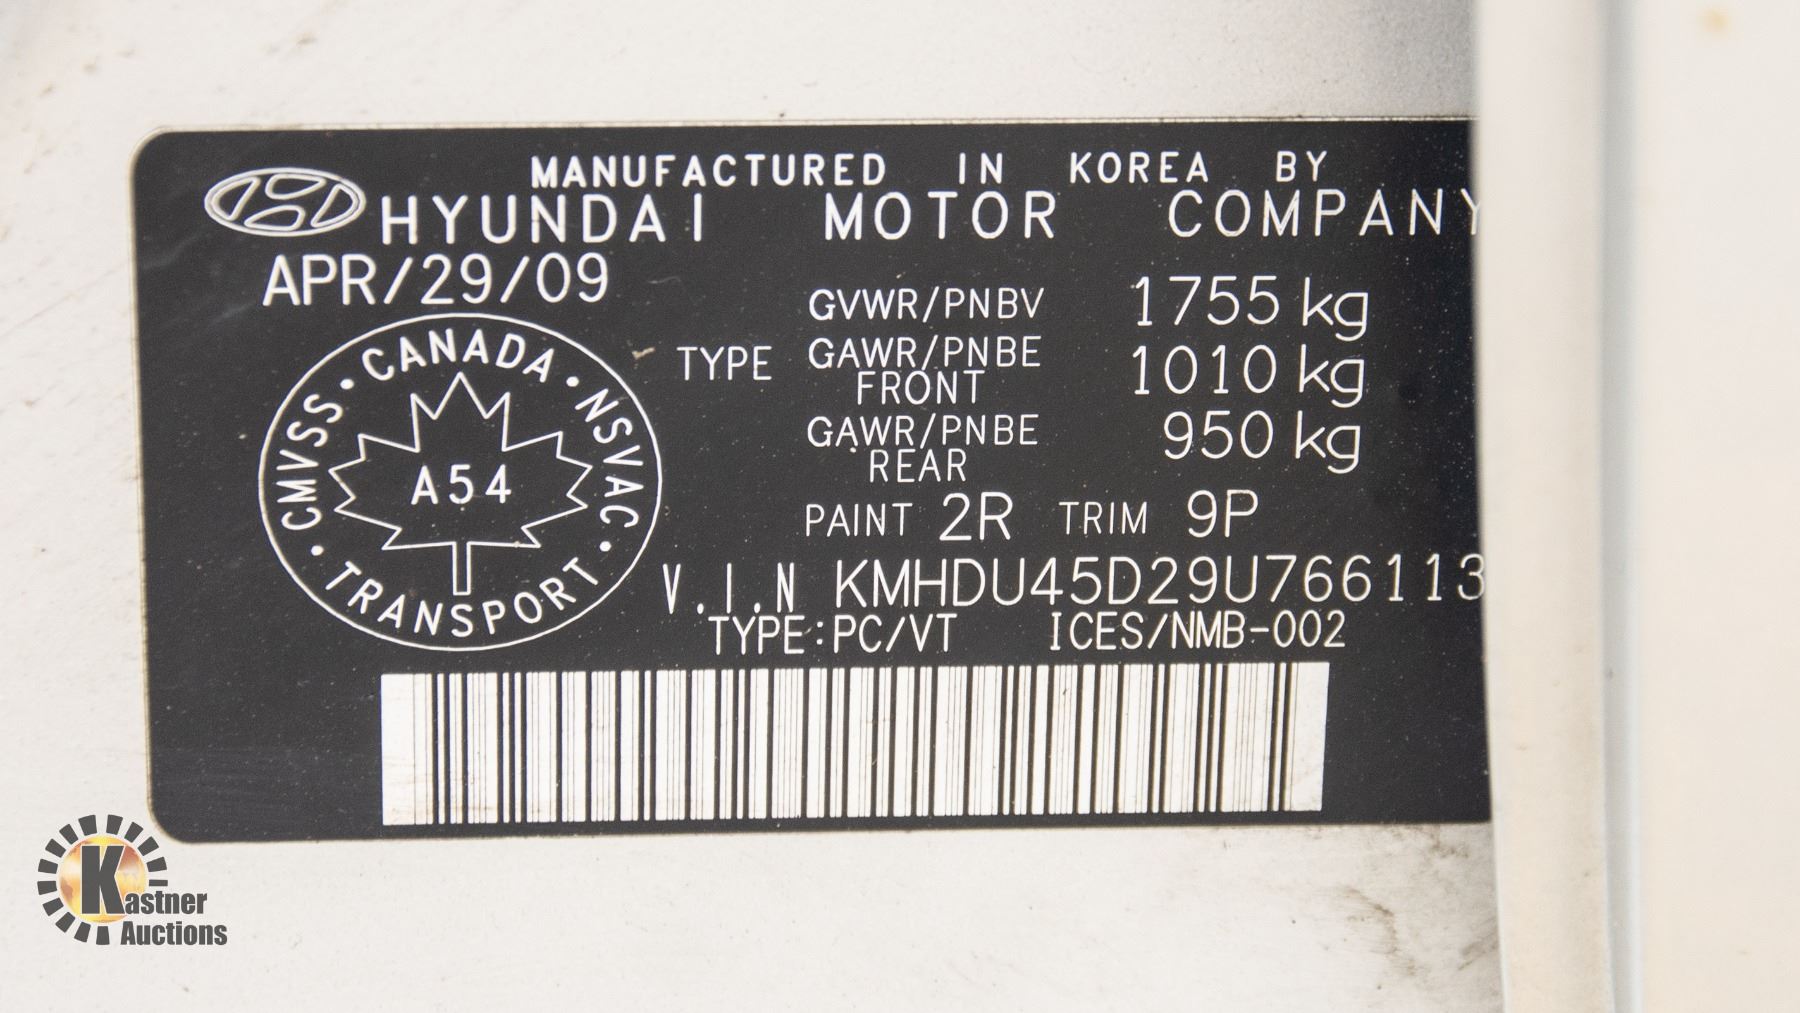 MANUFACTURED IN KOREA BY
HYUNDAI MOTOR COMPANY
APR/29/09
CMVSS · CANADA · NSVAC · TRANSPORT ·
A54
TYPE
GVWR/PNBV 1755 kg
GAWR/PNBE FRONT 1010 kg
GAWR/PNBE REAR 950 kg
PAINT 2R TRIM 9P
V.I.N KMHDU45D29U766113
TYPE:PC/VT ICES/NMB-002
Kastner
Auctions